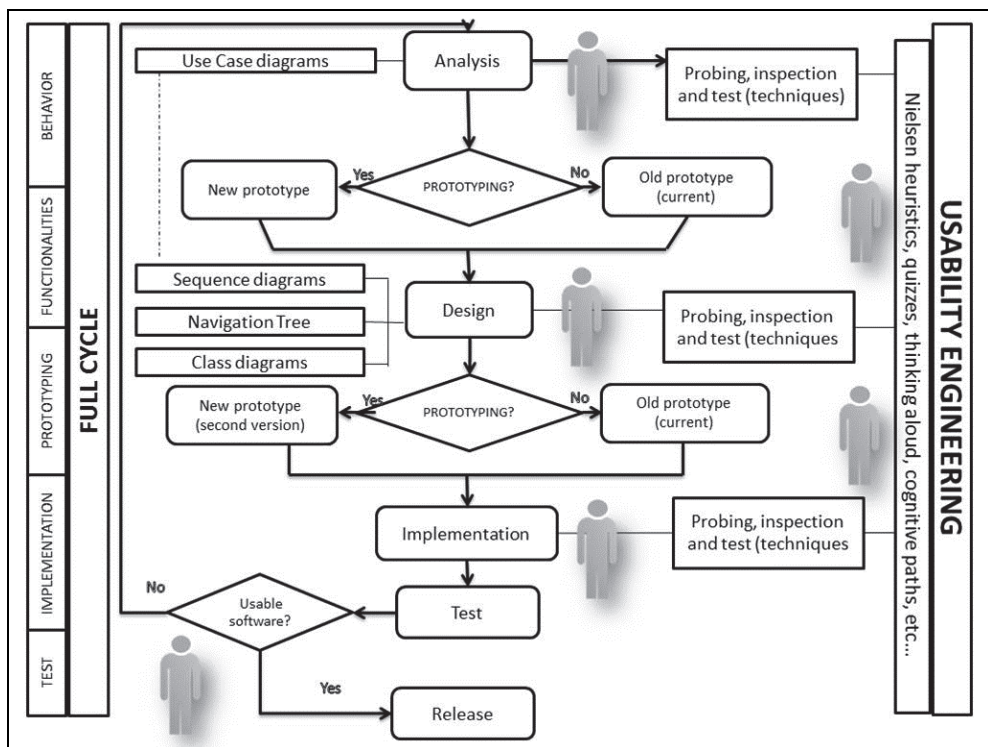 FULL CYCLE
BEHAVOR
FUNCTIONALITIES
PROTOTYPING
IMPLEMENTATION
TEST
Use Case diagrams
Analysis
Probing, inspection
and test (techniques)
Yes
PROTOTYPING?
No
New prototype
Old prototype
(current)
Sequence diagrams
Navigation Tree
Class diagrams
Design
Probing, inspection
and test (techniques
Yes
PROTOTYPING?
No
New prototype
(second version)
Old prototype
(current)
Implementation
Probing, inspection
and test (techniques
No
Usable
software?
Test
Yes
Release
Nielsen heuristics, quizzes, thinking aloud, cognitive paths, etc...
USABILITY ENGINEERING